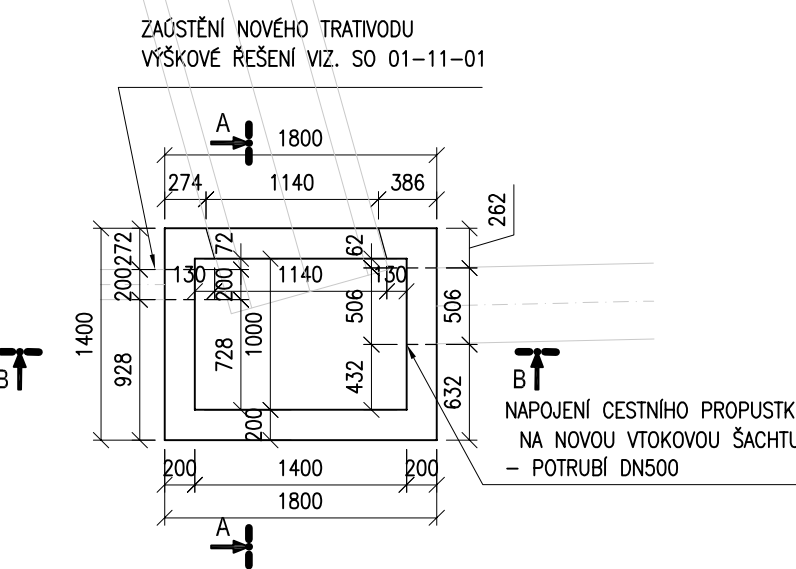 ZAÚSTĚNÍ NOVÉHO TRATIVODU
VÝŠKOVÉ ŘEŠENÍ VIZ. SO 01-11-01
A
1800
274 1140 386
262
272
72
62
130 1140 130
200
200
506
506
1400
928
728
1000
432
632
B
B
200
NAPOJENÍ CESTNÍHO
NA NOVOU VTOKOVOU
- POTRUBÍ DN500
200 1400 200
1800
A